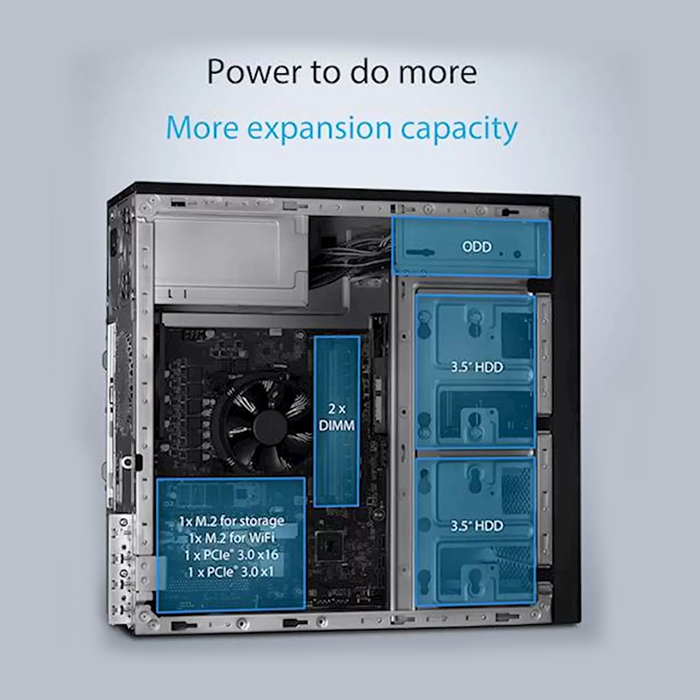 Power to do more
More expansion capacity
ODD
3.5" HDD
2 x
DIMM
1x M.2 for storage
1x M.2 for WiFi
1 x PCIe® 3.0 x16
1 x PCIe® 3.0 x1
3.5" HDD